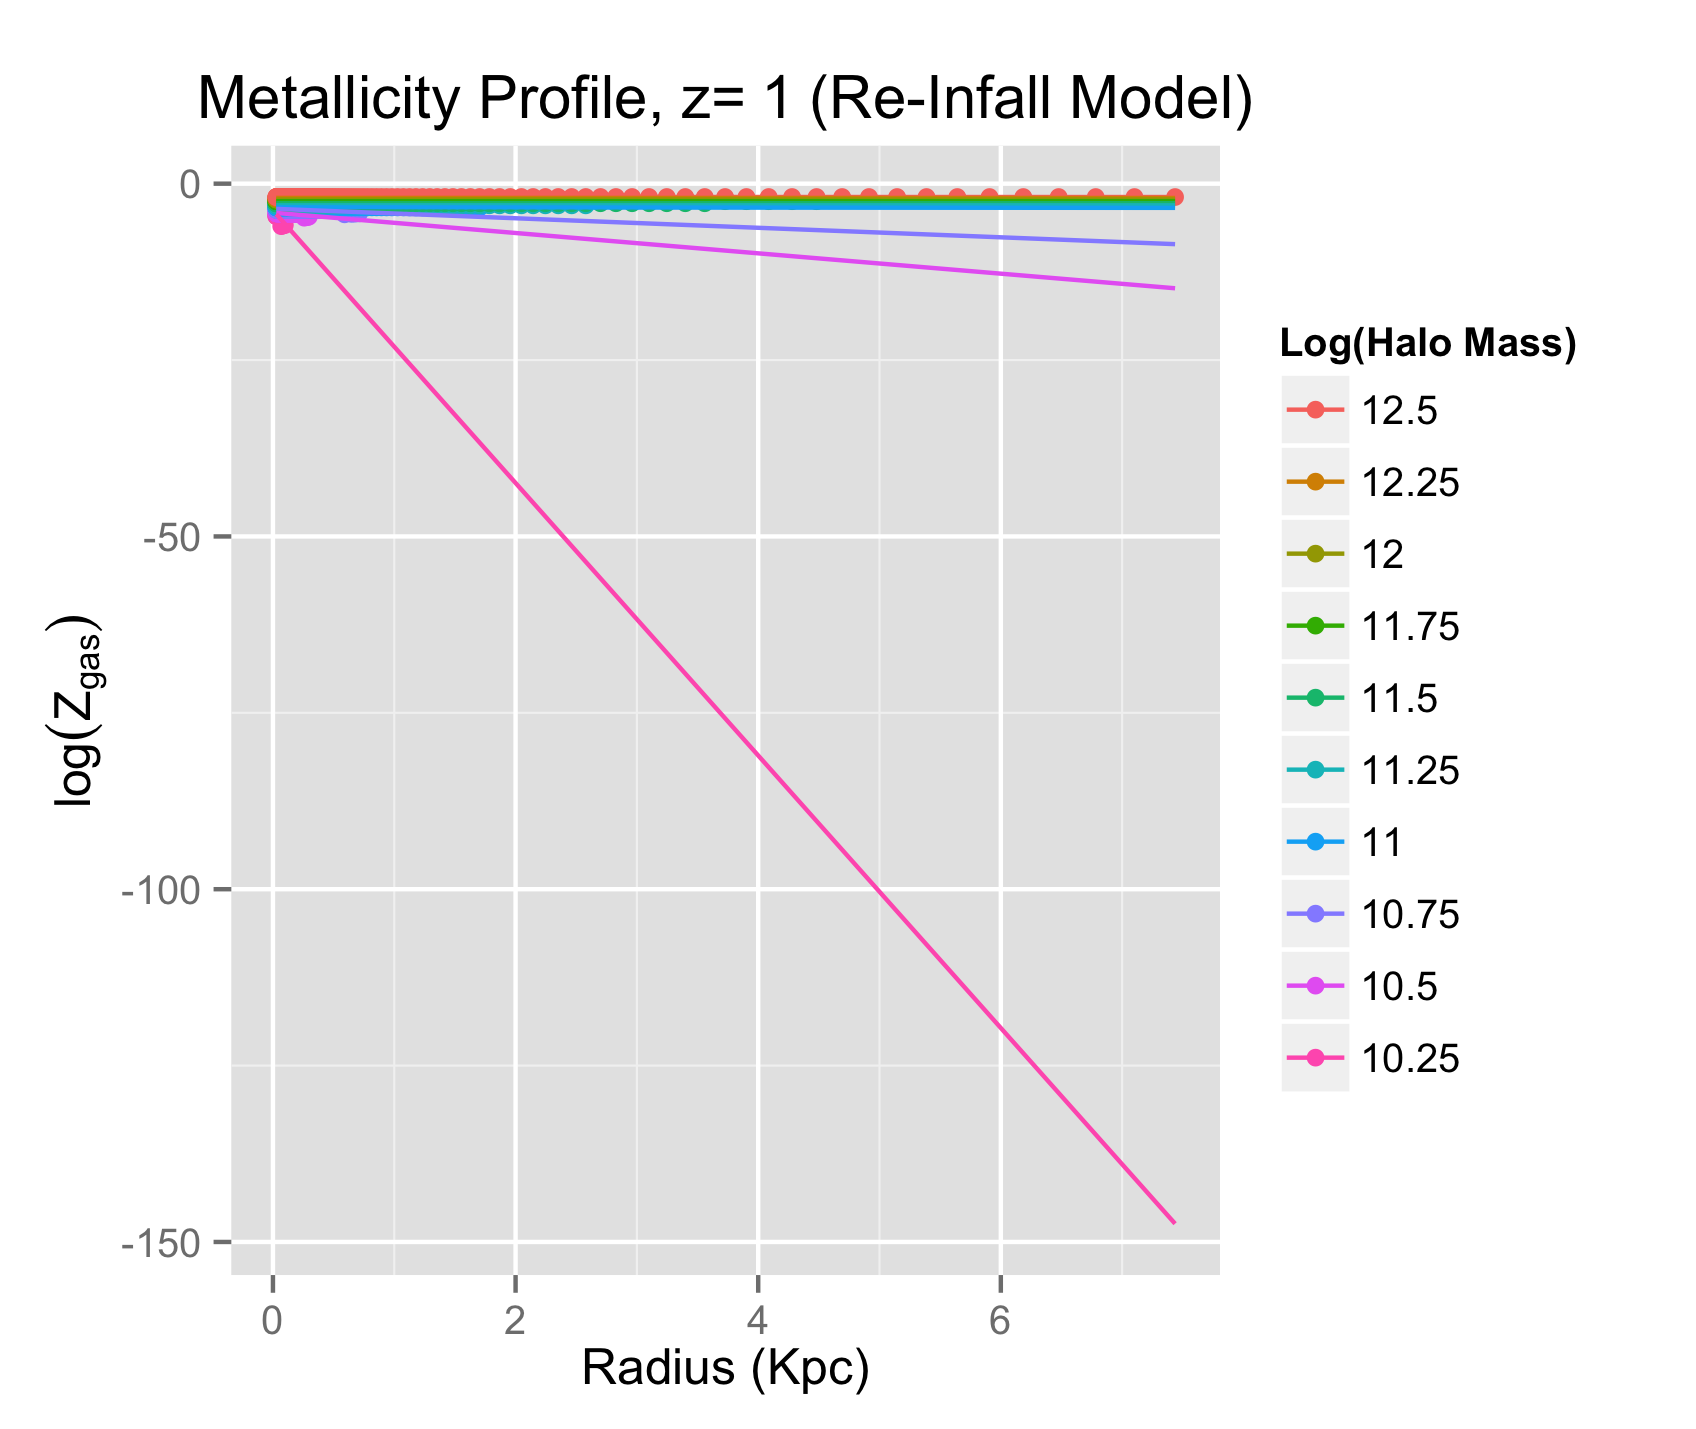 Metallicity Profile, z= 1 (Re-Infall Model)
0
-50
-100
-150
log(Zgas)
0 2 4 6
Radius (Kpc)
Log(Halo Mass)
12.5
12.25
12
11.75
11.5
11.25
11
10.75
10.5
10.25